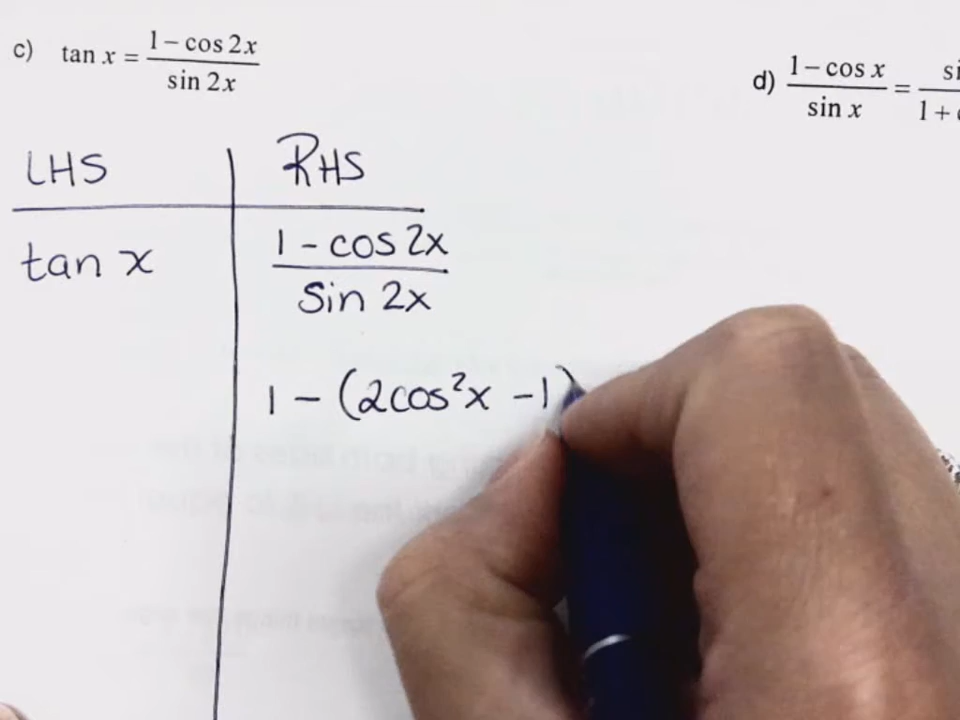 c) tan x = 1 − cos 2x / sin 2x
d) 1 − cos x / sin x = / 1 +
LHS RHS
tan x 1 - cos 2x / sin 2x
1 - (2cos²x - 1)